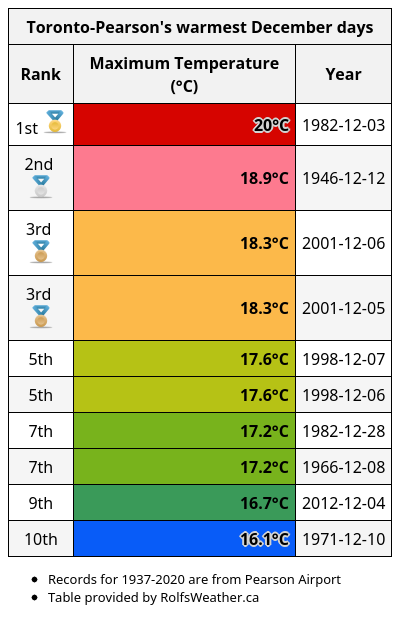 Toronto-Pearson's warmest December days
Rank Maximum Temperature (°C) Year
1st 20°C 1982-12-03
2nd 18.9°C 1946-12-12
3rd 18.3°C 2001-12-06
3rd 18.3°C 2001-12-05
5th 17.6°C 1998-12-07
5th 17.6°C 1998-12-06
7th 17.2°C 1982-12-28
7th 17.2°C 1966-12-08
9th 16.7°C 2012-12-04
10th 16.1°C 1971-12-10
• Records for 1937-2020 are from Pearson Airport
• Table provided by RolfsWeather.ca